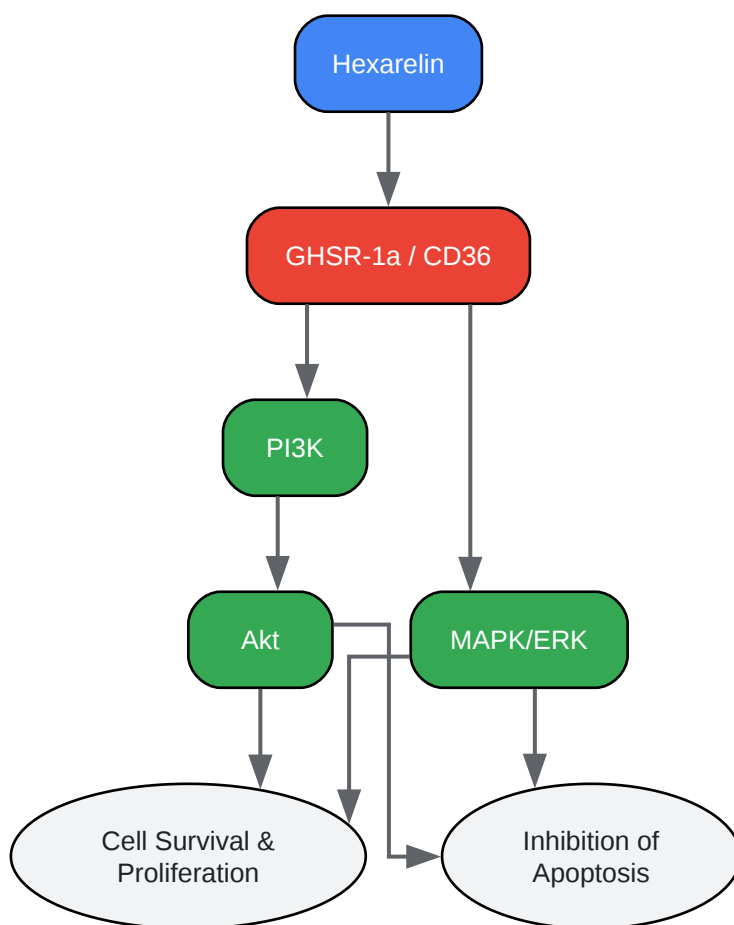 Hexarelin
GHSR-1a / CD36
PI3K
Akt
MAPK/ERK
Cell Survival &
Proliferation
Inhibition of
Apoptosis